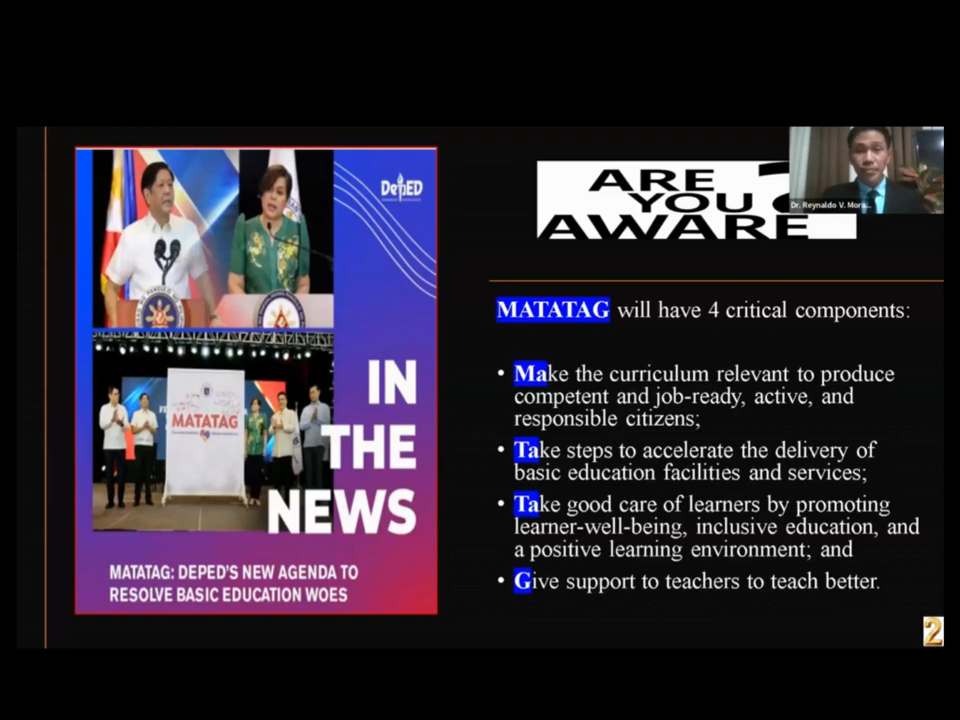 DepED
IN
THE
NEWS
MATATAG: DEPED'S NEW AGENDA TO
RESOLVE BASIC EDUCATION WOES
MATATAG
ARE
YOU ?
AWARE
Dr. Reynaldo V. Mora...
MATATAG will have 4 critical components:
• Make the curriculum relevant to produce
competent and job-ready, active, and
responsible citizens;
• Take steps to accelerate the delivery of
basic education facilities and services;
• Take good care of learners by promoting
learner-well-being, inclusive education, and
a positive learning environment; and
• Give support to teachers to teach better.
2